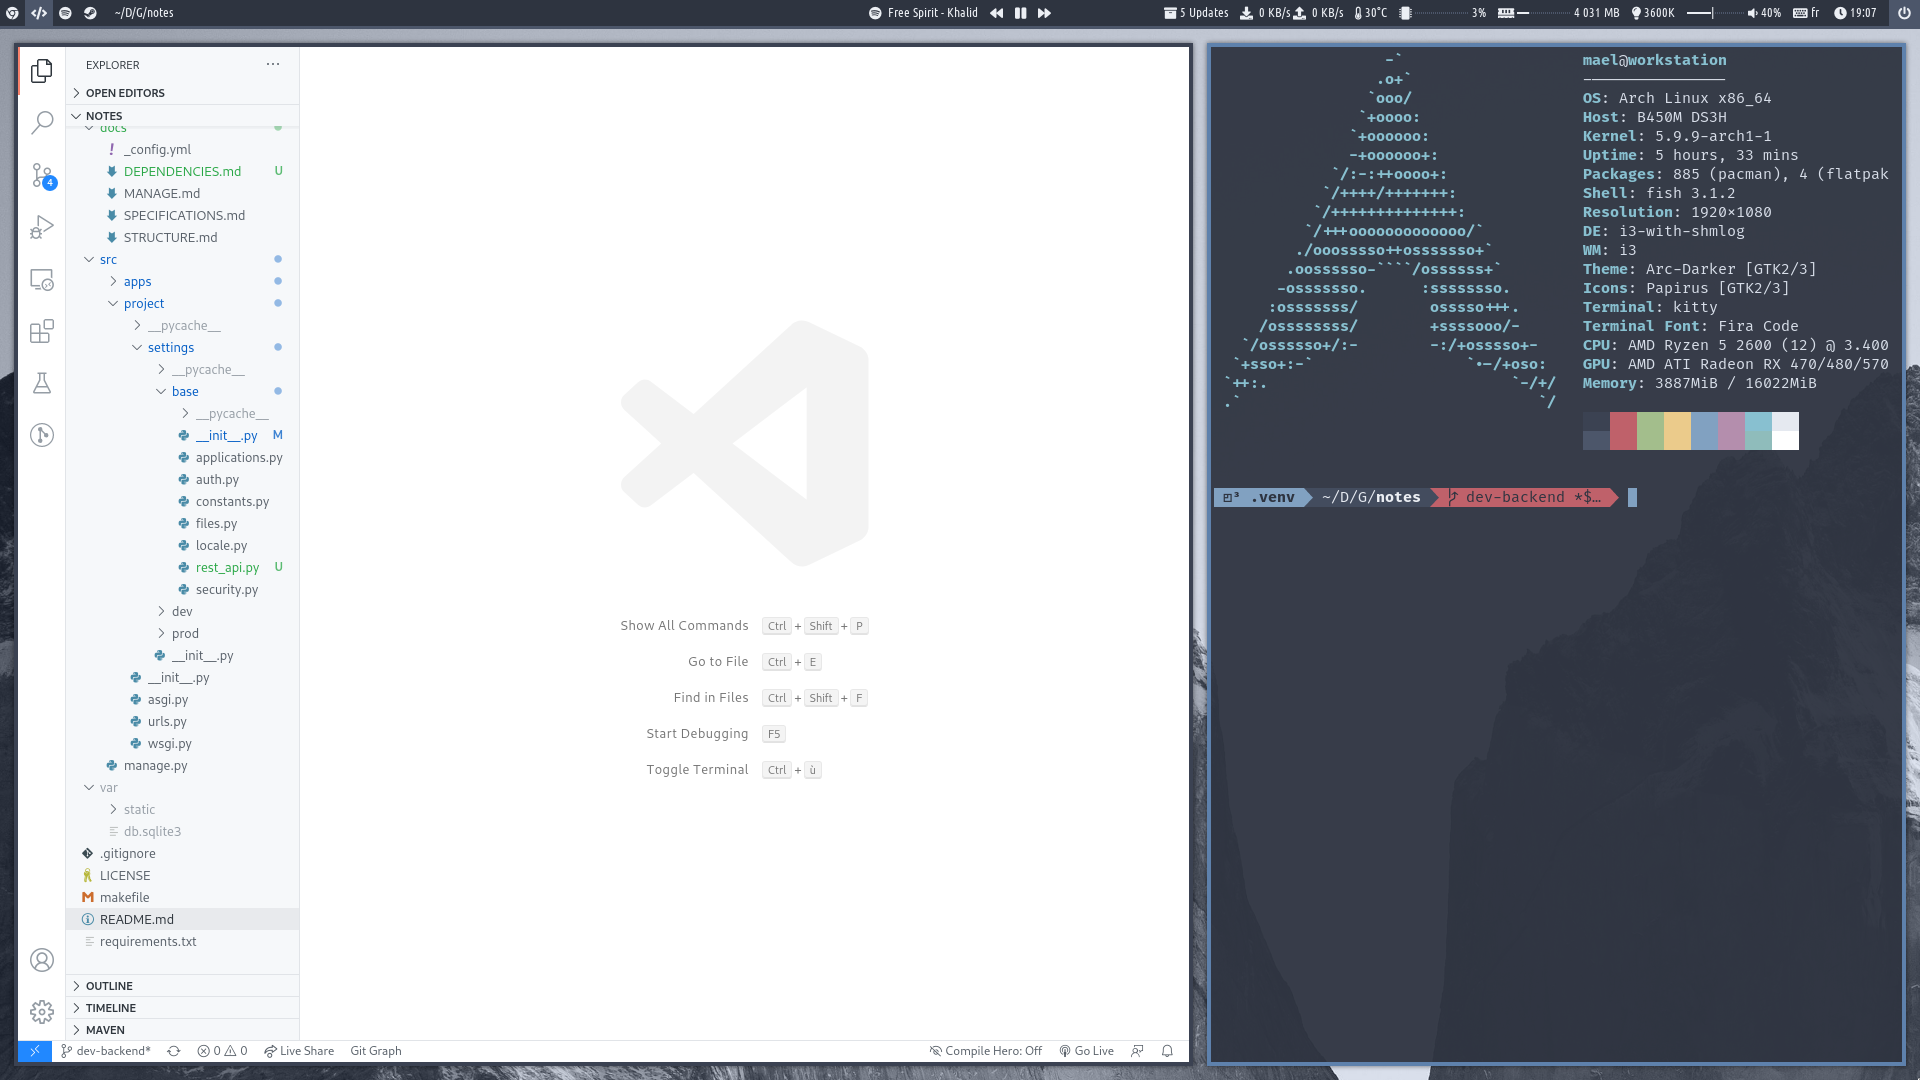 ~/D/G/notes
Free Spirit - Khalid
5 Updates
0 KB/s
0 KB/s
30°C
3%
4 031 MB
3600K
40%
fr
19:07
EXPLORER
OPEN EDITORS
NOTES
docs
_config.yml
DEPENDENCIES.md U
MANAGE.md
SPECIFICATIONS.md
STRUCTURE.md
src
apps
project
__pycache__
settings
__pycache__
base
__pycache__
__init__.py M
applications.py
auth.py
constants.py
files.py
locale.py
rest_api.py U
security.py
dev
prod
__init__.py
__init__.py
asgi.py
urls.py
wsgi.py
manage.py
var
static
db.sqlite3
.gitignore
LICENSE
makefile
README.md
requirements.txt
OUTLINE
TIMELINE
MAVEN
4
Show All Commands Ctrl + Shift + P
Go to File Ctrl + E
Find in Files Ctrl + Shift + F
Start Debugging F5
Toggle Terminal Ctrl + ù
dev-backend*
0 0
Live Share
Git Graph
Compile Hero: Off
Go Live
mael@workstation
----------------
OS: Arch Linux x86_64
Host: B450M DS3H
Kernel: 5.9.9-arch1-1
Uptime: 5 hours, 33 mins
Packages: 885 (pacman), 4 (flatpak
Shell: fish 3.1.2
Resolution: 1920×1080
DE: i3-with-shmlog
WM: i3
Theme: Arc-Darker [GTK2/3]
Icons: Papirus [GTK2/3]
Terminal: kitty
Terminal Font: Fira Code
CPU: AMD Ryzen 5 2600 (12) @ 3.400
GPU: AMD ATI Radeon RX 470/480/570
Memory: 3887MiB / 16022MiB
.venv ~/D/G/notes dev-backend *$…